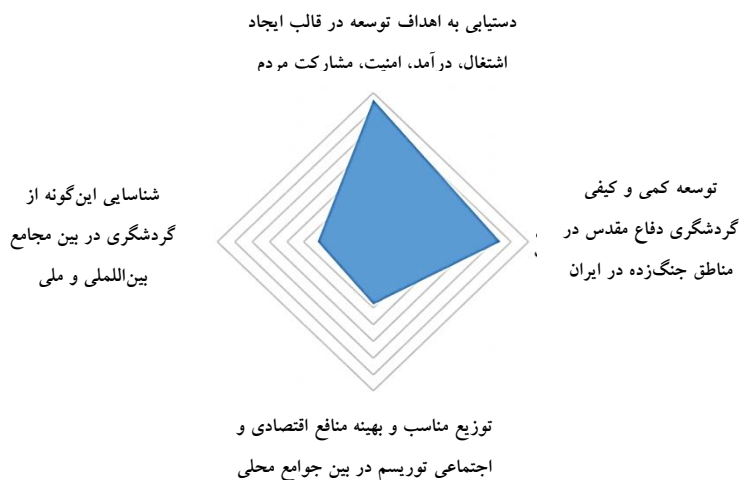 دستیابی به اهداف توسعه در قالب ایجاد
اشتغال، درآمد، امنیت، مشارکت مردم
توسعه کمی و کیفی
گردشگری دفاع مقدس در
مناطق جنگ‌زده در ایران
شناسایی این‌گونه از
گردشگری در بین مجامع
بین‌اللملی و ملی
توزیع مناسب و بهینه منافع اقتصادی و
اجتماعی توریسم در بین جوامع محلی